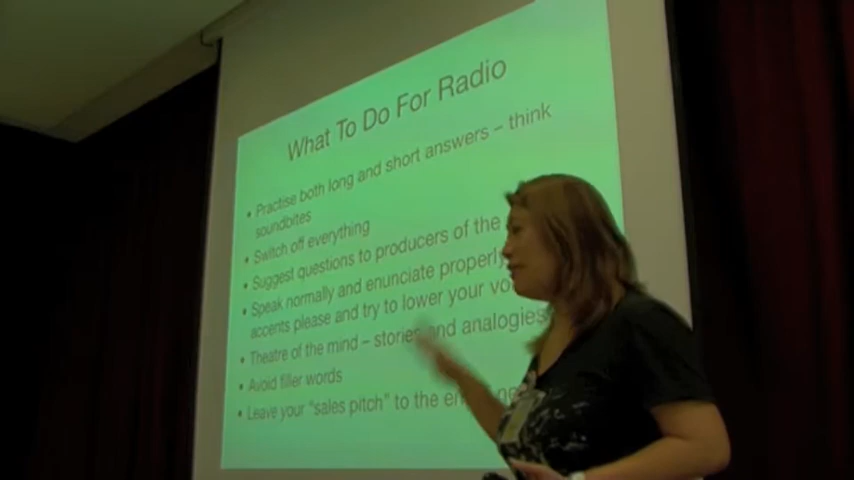 What To Do For Radio
• Practise both long and short answers – think
soundbites
• Switch off everything
• Suggest questions to producers of the
• Speak normally and enunciate properly
accents please and try to lower your
• Theatre of the mind – stories and analogies
• Avoid filler words
• Leave your "sales pitch" to the